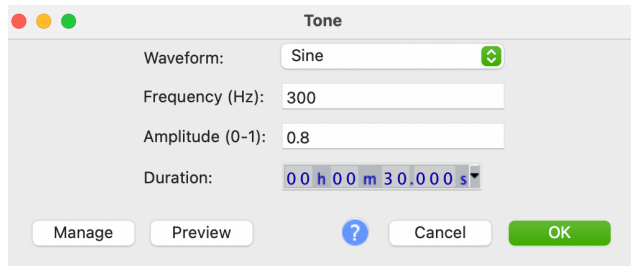 Tone
Waveform: Sine
Frequency (Hz): 300
Amplitude (0-1): 0.8
Duration: 00h00m30.000s
Manage Preview ? Cancel OK